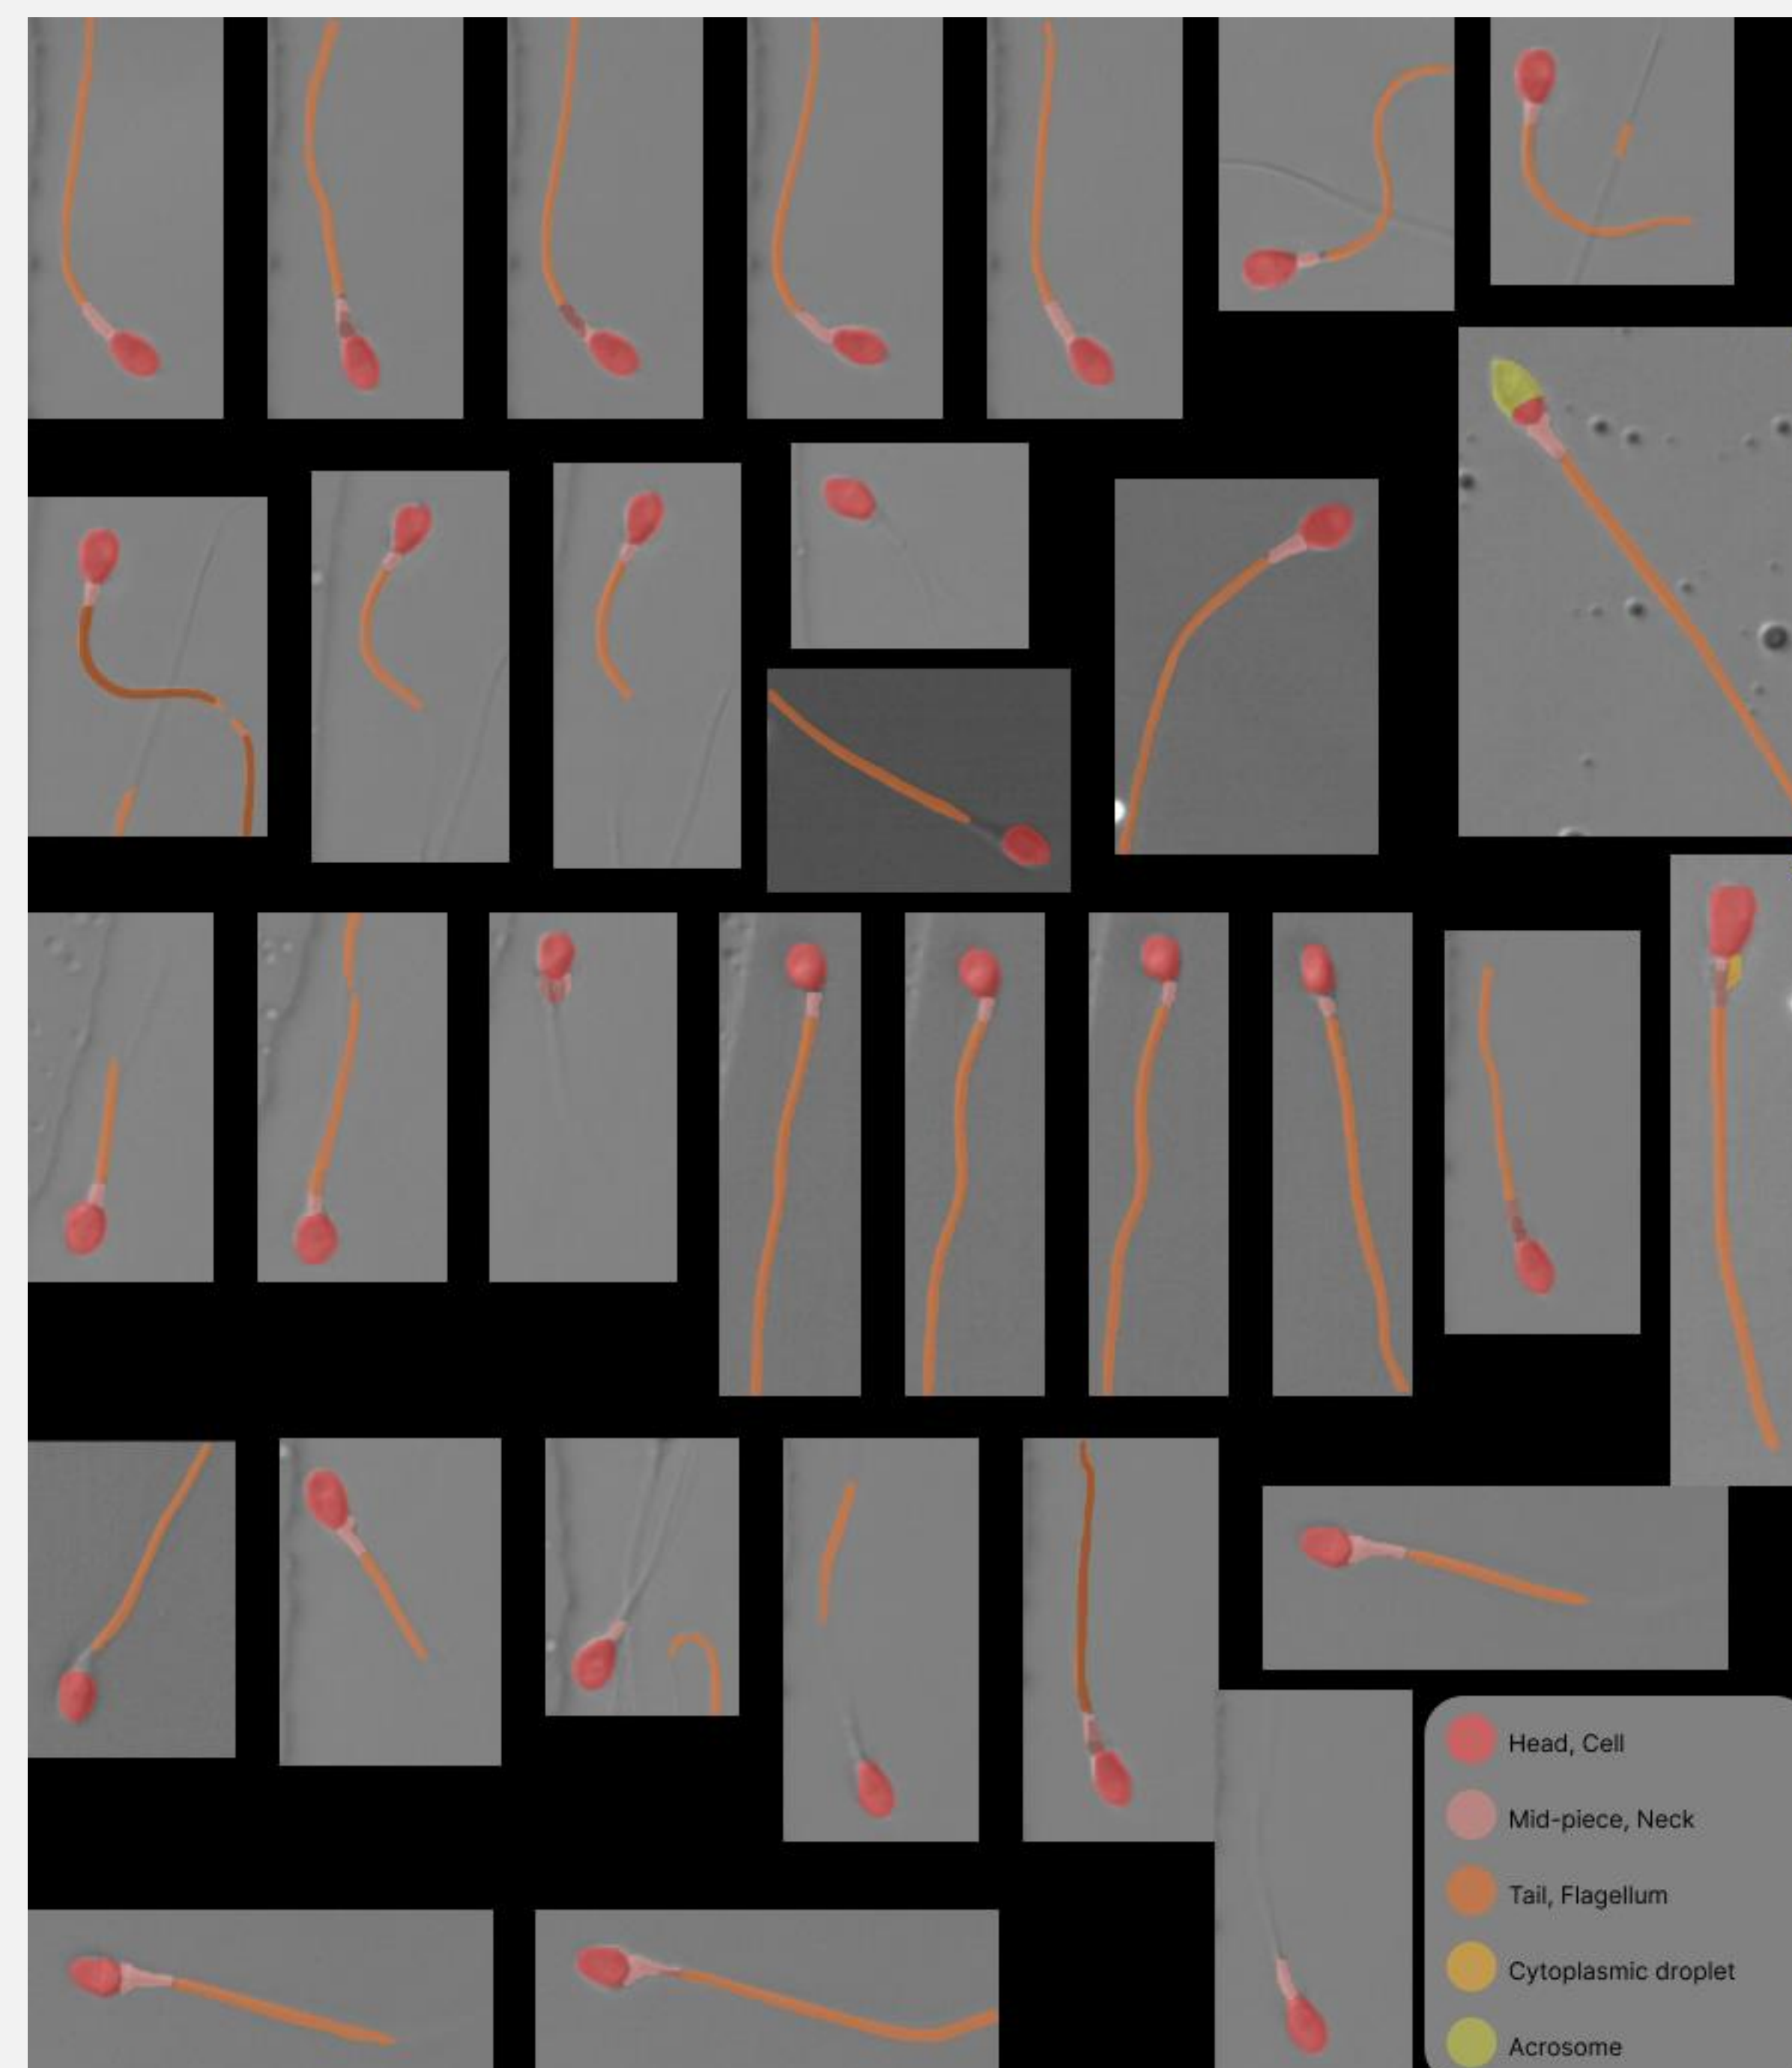 Head, Cell
Mid-piece, Neck
Tail, Flagellum
Cytoplasmic droplet
Acrosome